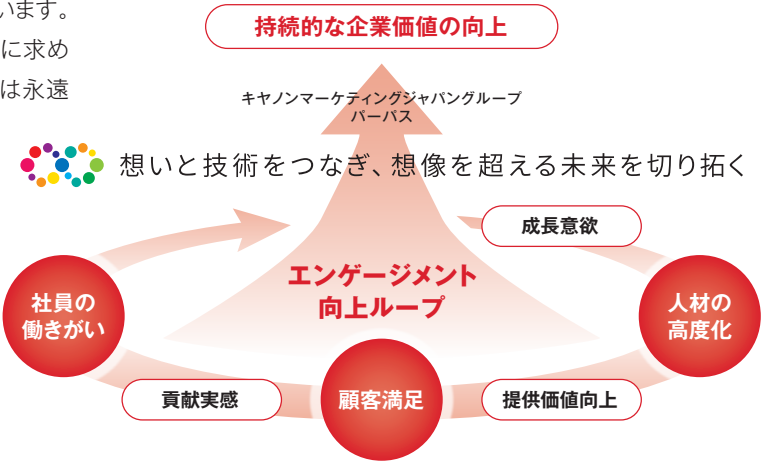 います。
に求め
は永遠
持続的な企業価値の向上
キヤノンマーケティングジャパングループ
パーパス
想いと技術をつなぎ、想像を超える未来を切り拓く
成長意欲
エンゲージメント
向上ループ
社員の
働きがい
人材の
高度化
貢献実感
顧客満足
提供価値向上